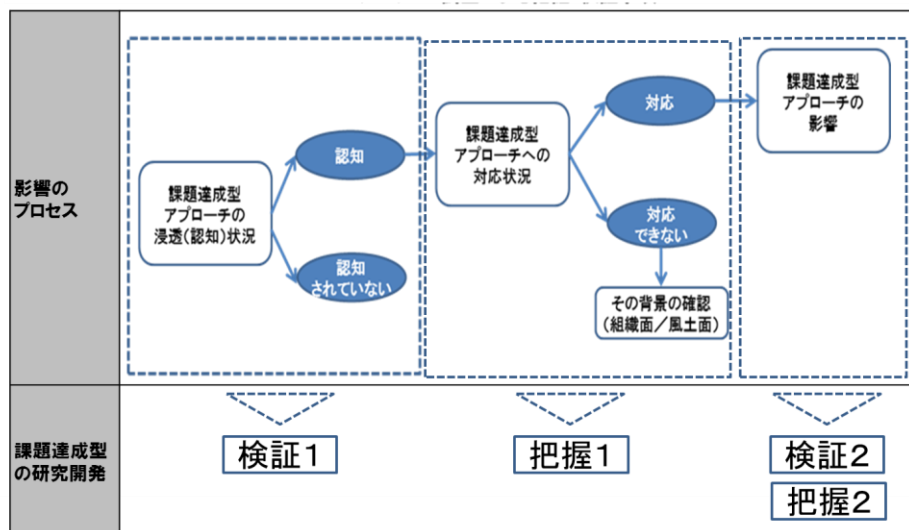 影響の
プロセス
課題達成型
アプローチの
浸透(認知)状況
認知
認知
されていない
課題達成型
アプローチへの
対応状況
対応
対応
できない
その背景の確認
(組織面／風土面)
課題達成型
アプローチの
影響
課題達成型
の研究開発
検証1
把握1
検証2
把握2